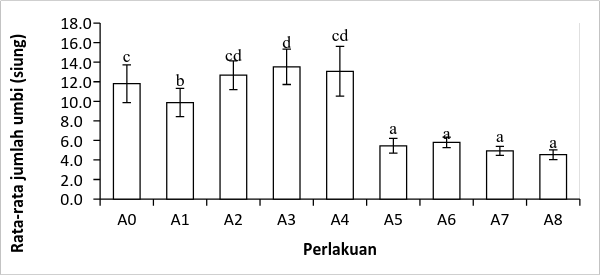 Rata-rata jumlah umbi (siung)
18.0
16.0
14.0
12.0
10.0
8.0
6.0
4.0
2.0
0.0
c
b
cd
d
cd
a
a
a
a
A0 A1 A2 A3 A4 A5 A6 A7 A8
Perlakuan